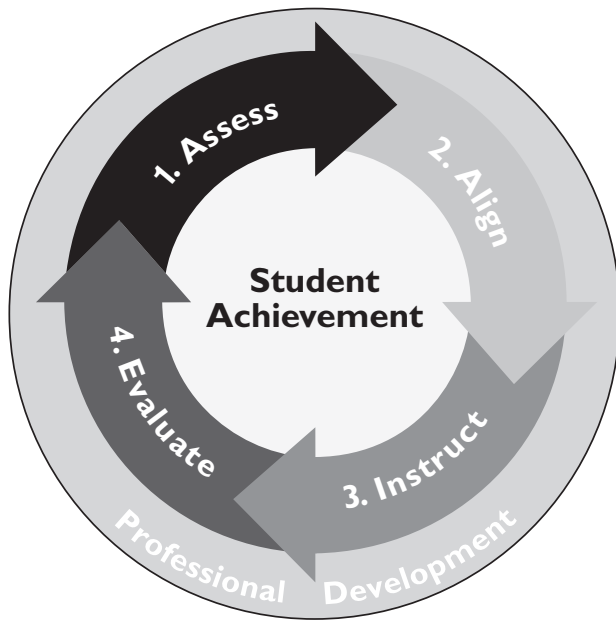 1. Assess
2. Align
3. Instruct
4. Evaluate
Student
Achievement
Professional Development